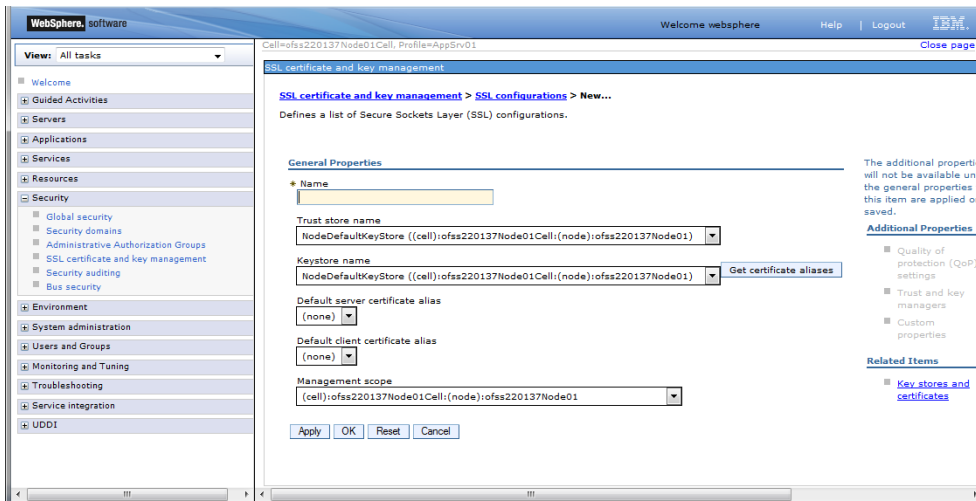 WebSphere. software
Welcome websphere
Help | Logout
IBM.
View: All tasks
Cell=ofss220137Node01Cell, Profile=AppSrv01
Close page
Welcome
Guided Activities
Servers
Applications
Services
Resources
Security
Global security
Security domains
Administrative Authorization Groups
SSL certificate and key management
Security auditing
Bus security
Environment
System administration
Users and Groups
Monitoring and Tuning
Troubleshooting
Service integration
UDDI
SSL certificate and key management
SSL certificate and key management > SSL configurations > New...
Defines a list of Secure Sockets Layer (SSL) configurations.
General Properties
* Name
Trust store name
NodeDefaultKeyStore ((cell):ofss220137Node01Cell:(node):ofss220137Node01)
Keystore name
NodeDefaultKeyStore ((cell):ofss220137Node01Cell:(node):ofss220137Node01)
Get certificate aliases
Default server certificate alias
(none)
Default client certificate alias
(none)
Management scope
(cell):ofss220137Node01Cell:(node):ofss220137Node01
Apply OK Reset Cancel
The additional properti
will not be available un
the general properties
this item are applied o
saved.
Additional Properties
Quality of
protection (QoP)
settings
Trust and key
managers
Custom
properties
Related Items
Key stores and
certificates